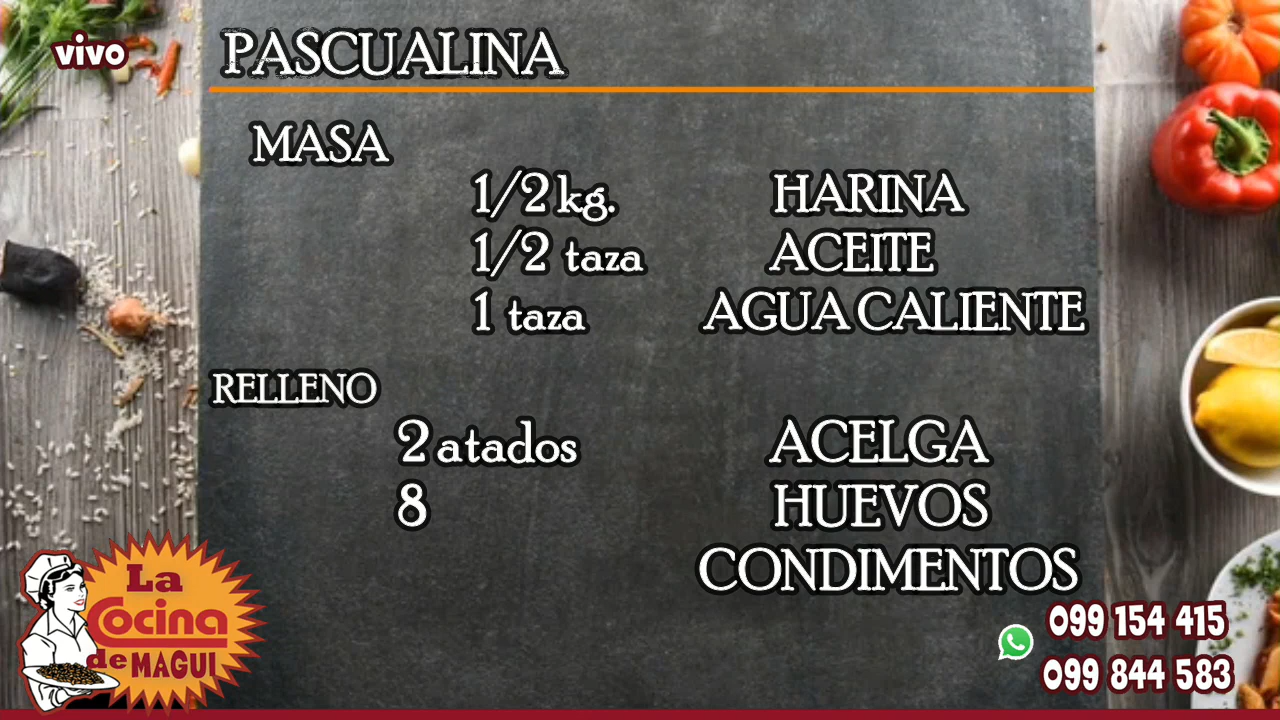 vivo
PASCUALINA
MASA
1/2 kg. HARINA
1/2 taza ACEITE
1 taza AGUA CALIENTE
RELLENO
2 atados ACELGA
8 HUEVOS
CONDIMENTOS
La
Cocina
de MAGUI
099 154 415
099 844 583